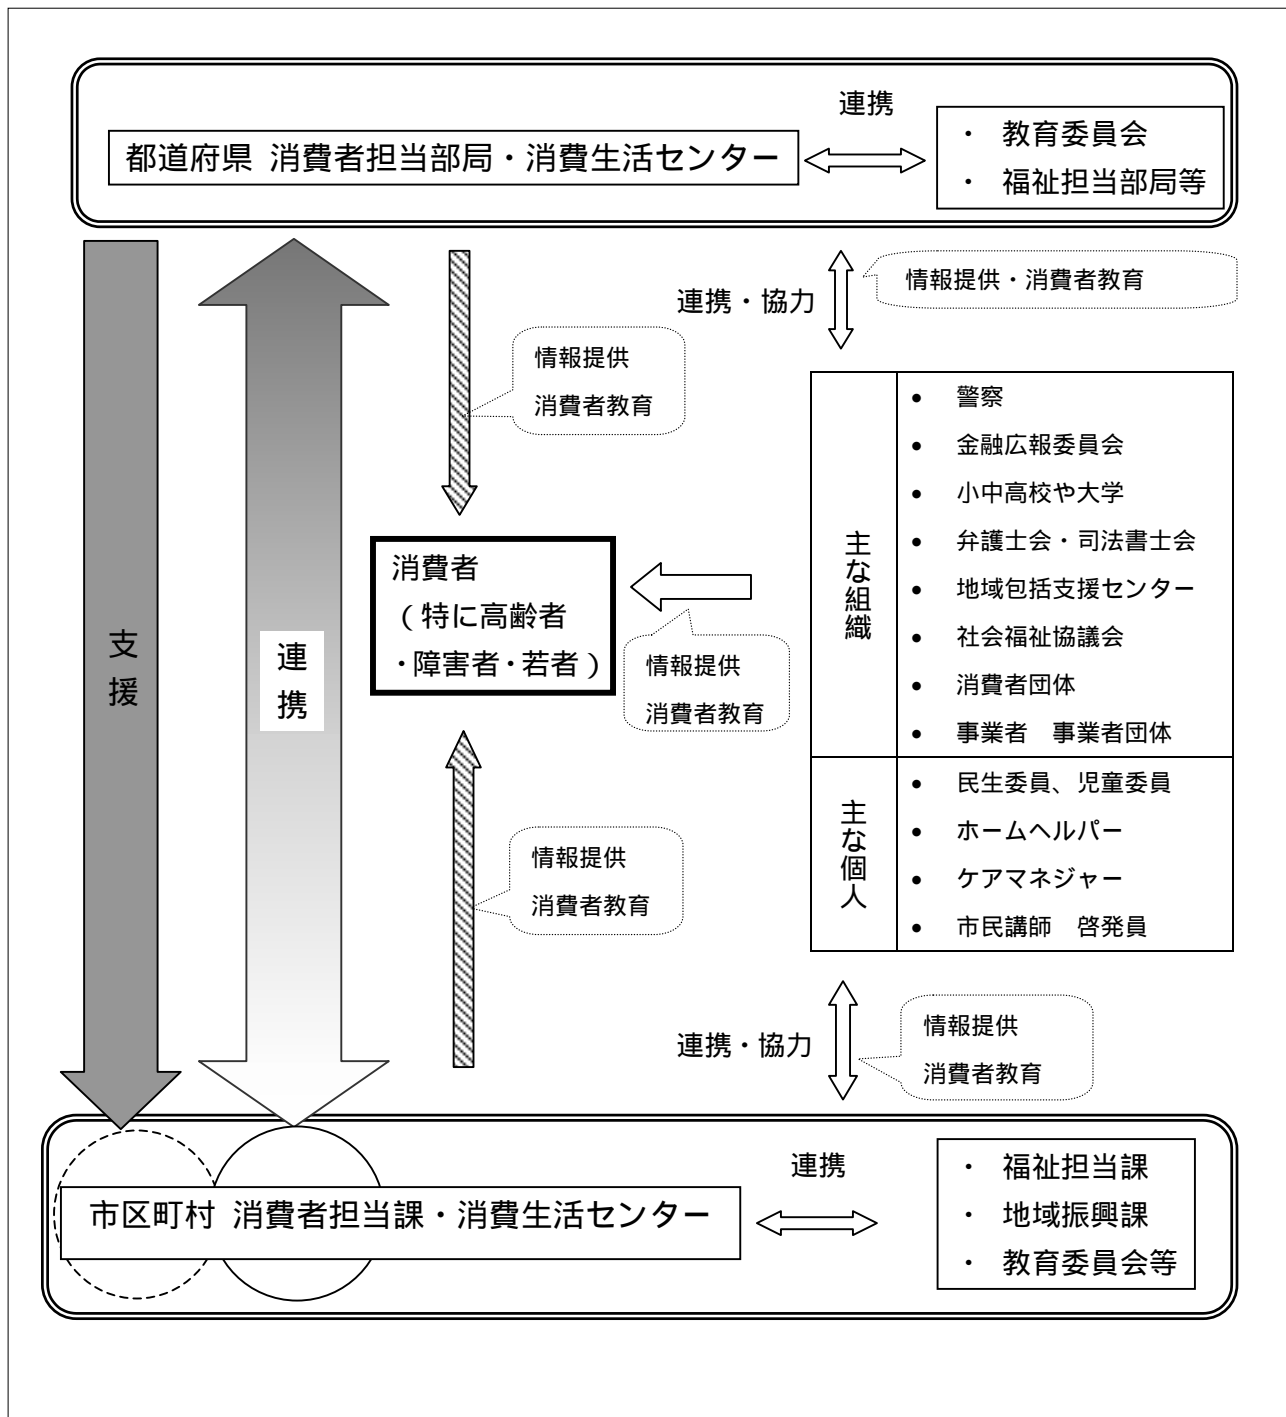 連携
都道府県 消費者担当部局・消費生活センター
・ 教育委員会
・ 福祉担当部局等
情報提供・消費者教育
連携・協力
情報提供
消費者教育
支援
連携
消費者
（特に高齢者
・障害者・若者）
情報提供
消費者教育
主な組織
● 警察
● 金融広報委員会
● 小中高校や大学
● 弁護士会・司法書士会
● 地域包括支援センター
● 社会福祉協議会
● 消費者団体
● 事業者　事業者団体
主な個人
● 民生委員、児童委員
● ホームヘルパー
● ケアマネジャー
● 市民講師　啓発員
情報提供
消費者教育
連携・協力
情報提供
消費者教育
市区町村 消費者担当課・消費生活センター
連携
・ 福祉担当課
・ 地域振興課
・ 教育委員会等